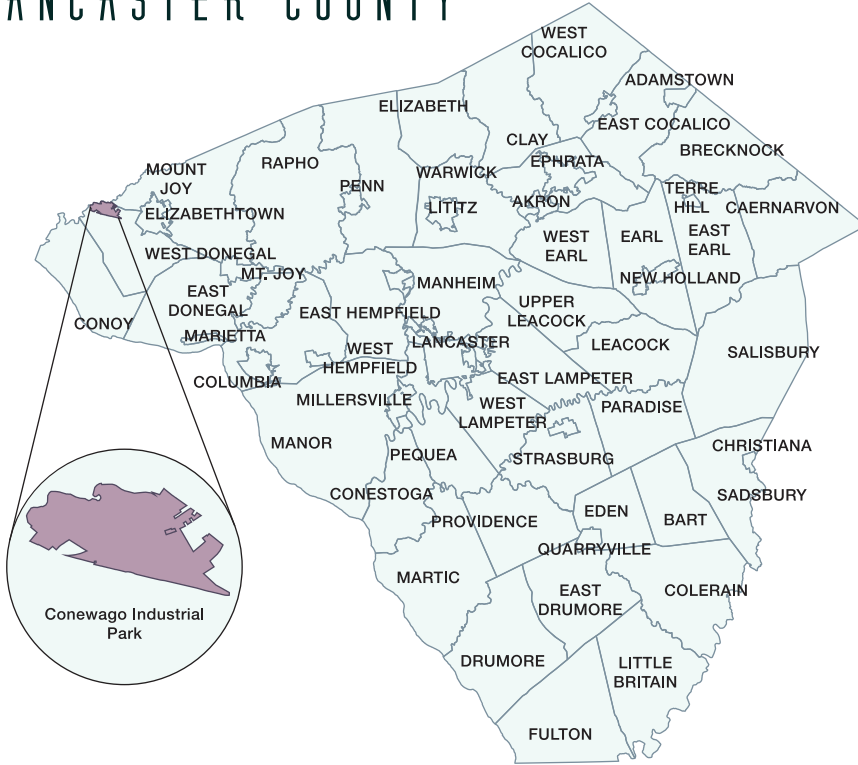 ANCASTER COUNTY
WEST
COCALICO
ADAMSTOWN
ELIZABETH
EAST COCALICO
CLAY
BRECKNOCK
EPHRATA
RAPHO
MOUNT
JOY
WARWICK
PENN
TERRE
HILL
AKRON
LITITZ
CAERNARVON
ELIZABETHTOWN
WEST
EARL
EARL
EAST
EARL
WEST DONEGAL
MT. JOY
NEW HOLLAND
MANHEIM
EAST
DONEGAL
UPPER
LEACOCK
EAST HEMPFIELD
CONOY
MARIETTA
LANCASTER
LEACOCK
WEST
HEMPFIELD
SALISBURY
COLUMBIA
EAST LAMPETER
MILLERSVILLE
WEST
LAMPETER
PARADISE
MANOR
CHRISTIANA
PEQUEA
STRASBURG
CONESTOGA
SADSBURY
EDEN
PROVIDENCE
BART
QUARRYVILLE
MARTIC
EAST
DRUMORE
COLERAIN
Conewago Industrial
Park
DRUMORE
LITTLE
BRITAIN
FULTON